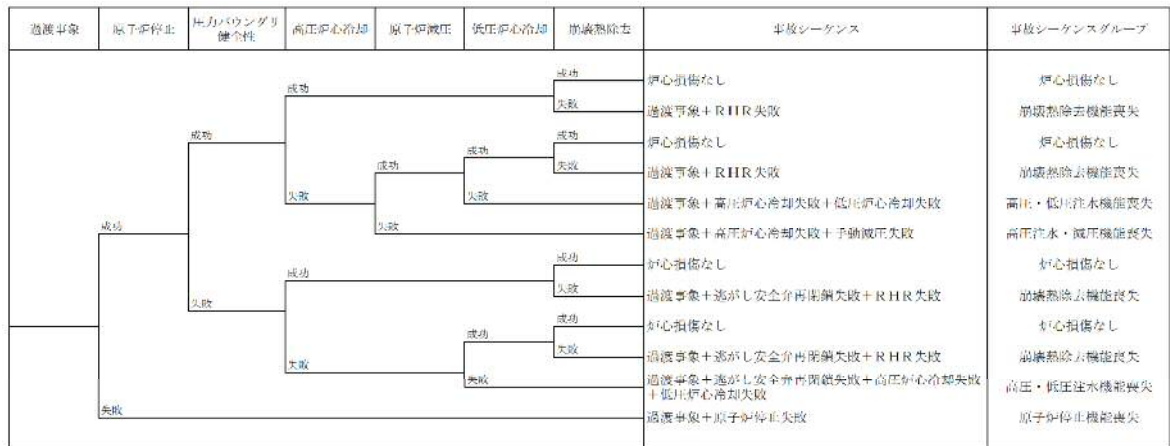 過渡事象
原子炉停止
圧力バウンダリ
健全性
高圧炉心冷却
原子炉減圧
低圧炉心冷却
崩壊熱除去
事故シーケンス
事故シーケンスグループ
成功
炉心損傷なし
炉心損傷なし
成功
失敗
過渡事象+RHR失敗
崩壊熱除去機能喪失
成功
成功
炉心損傷なし
炉心損傷なし
成功
成功
失敗
過渡事象+RHR失敗
崩壊熱除去機能喪失
失敗
失敗
過渡事象+高圧炉心冷却失敗+低圧炉心冷却失敗
高圧・低圧注水機能喪失
成功
失敗
過渡事象+高圧炉心冷却失敗+手動減圧失敗
高圧注水・減圧機能喪失
成功
炉心損傷なし
炉心損傷なし
成功
失敗
失敗
過渡事象+逃がし安全弁再閉鎖失敗+RHR失敗
崩壊熱除去機能喪失
成功
炉心損傷なし
炉心損傷なし
成功
失敗
失敗
過渡事象+逃がし安全弁再閉鎖失敗+RHR失敗
崩壊熱除去機能喪失
失敗
過渡事象+逃がし安全弁再閉鎖失敗+高圧炉心冷却失敗
+低圧炉心冷却失敗
高圧・低圧注水機能喪失
失敗
過渡事象+原子炉停止失敗
原子炉停止機能喪失